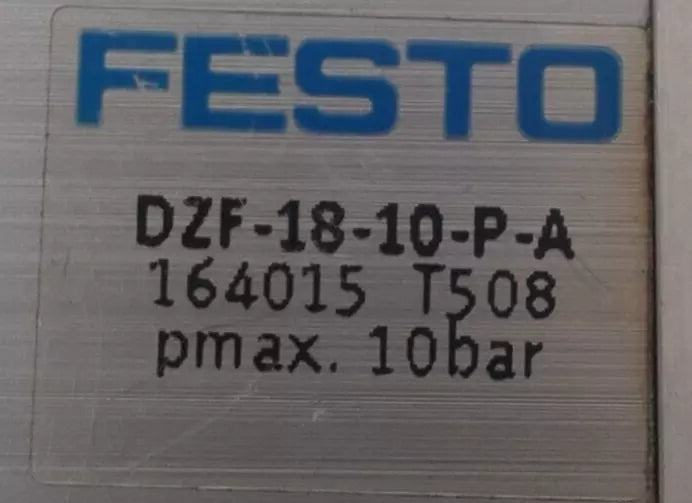 FESTO
DZF-18-10-P-A
164015 T508
pmax. 10bar